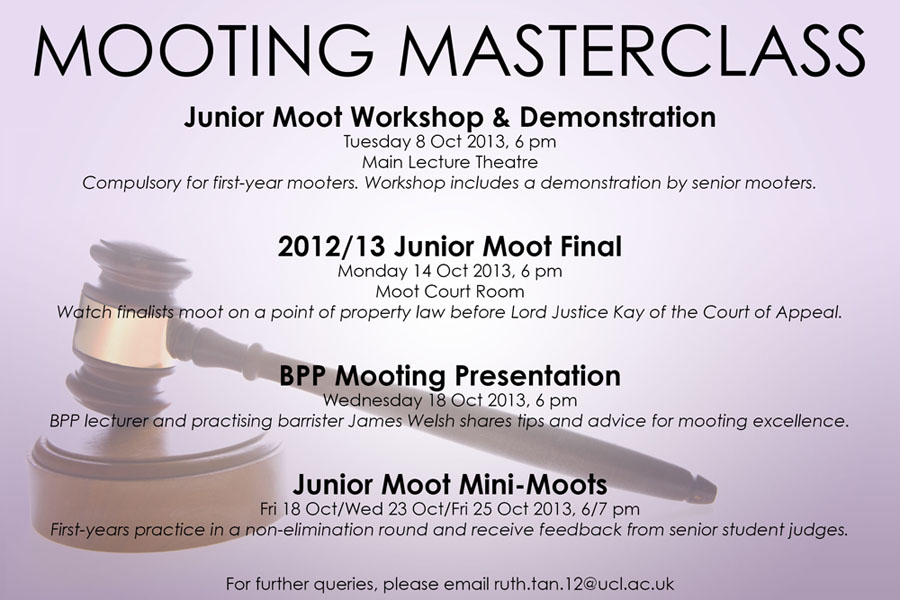 MOOTING MASTERCLASS
Junior Moot Workshop & Demonstration
Tuesday 8 Oct 2013, 6 pm
Main Lecture Theatre
Compulsory for first-year mooters. Workshop includes a demonstration by senior mooters.
2012/13 Junior Moot Final
Monday 14 Oct 2013, 6 pm
Moot Court Room
Watch finalists moot on a point of property law before Lord Justice Kay of the Court of Appeal.
BPP Mooting Presentation
Wednesday 18 Oct 2013, 6 pm
BPP lecturer and practising barrister James Welsh shares tips and advice for mooting excellence.
Junior Moot Mini-Moots
Fri 18 Oct/Wed 23 Oct/Fri 25 Oct 2013, 6/7 pm
First-years practice in a non-elimination round and receive feedback from senior student judges.
For further queries, please email ruth.tan.12@ucl.ac.uk